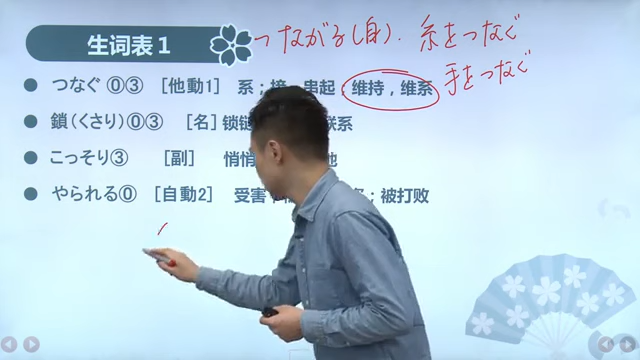 生词表1
つながる(自). 糸をつなぐ
手をつなぐ
● つなぐ ⓪③ [他動1] 系；接，串起；维持，维系
● 鎖(くさり)⓪③ [名] 锁链 联系
● こっそり③ [副] 悄悄 地
● やられる⓪ [自動2] 受害 ；被打败